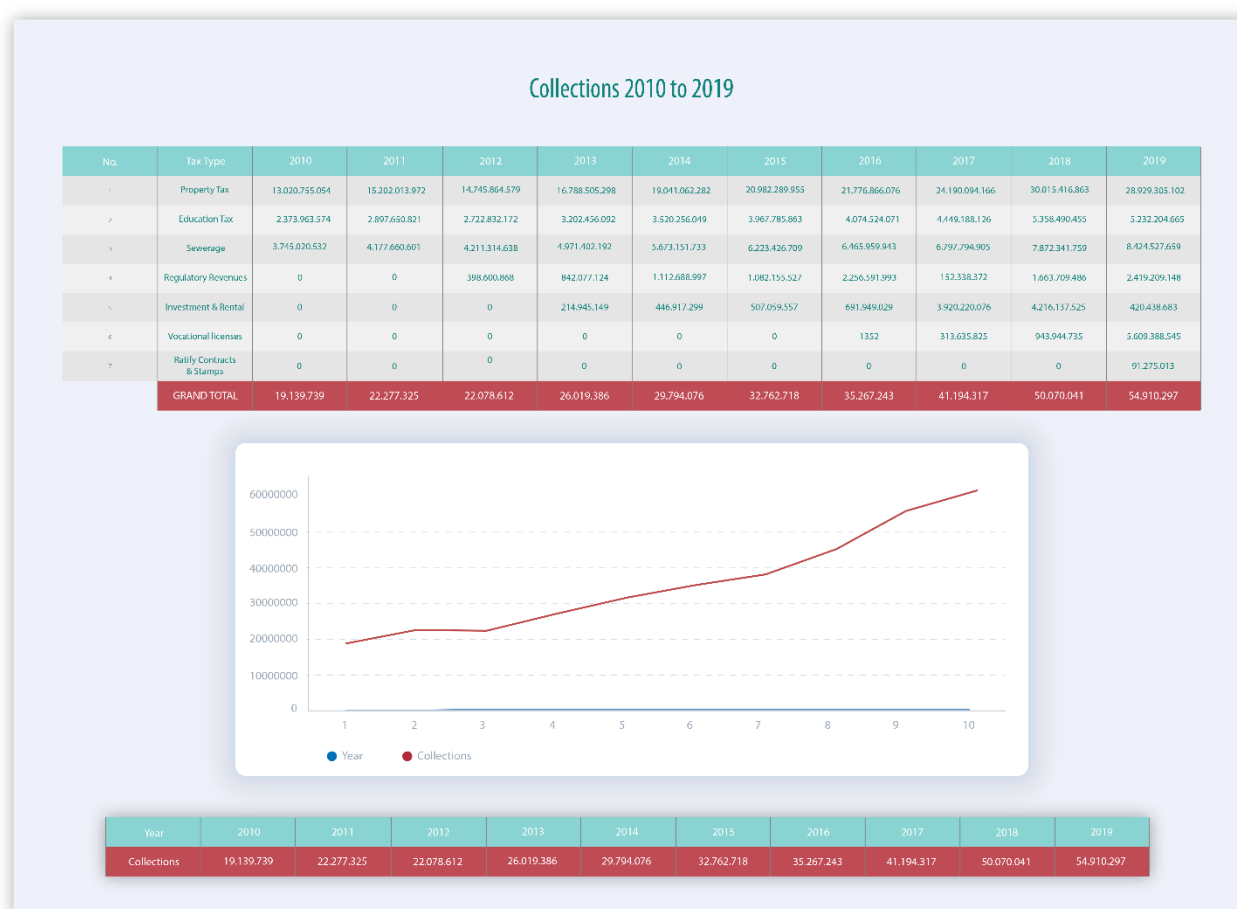 Collections 2010 to 2019
No. Tax Type 2010 2011 2012 2013 2014 2015 2016 2017 2018 2019
1 Property Tax 13.020.755.054 15.202.013.972 14.745.864.579 16.788.505.298 19.041.062.282 20.982.289.955 21.776.866.076 24.190.094.166 30.015.416.863 28.929.305.102
2 Education Tax 2.373.963.574 2.897.650.821 2.722.832.172 3.202.456.092 3.520.256.049 3.967.785.863 4.074.524.071 4.449.188.126 5.358.490.455 5.232.204.665
3 Sewerage 3.745.020.532 4.177.660.601 4.211.314.638 4.971.402.192 5.673.151.733 6.223.426.709 6.465.959.943 6.797.794.905 7.872.341.759 8.424.527.659
4 Regulatory Revenues 0 0 398.600.868 842.077.124 1.112.688.997 1.082.155.527 2.256.591.993 152.338.372 1.663.709.486 2.419.209.148
5 Investment & Rental 0 0 0 214.945.149 446.917.299 507.059.557 691.949.029 3.920.220.076 4.216.137.525 420.438.683
6 Vocational licenses 0 0 0 0 0 0 1352 313.635.825 943.944.735 5.609.388.545
7 Ratify Contracts
& Stamps 0 0 0 0 0 0 0 0 0 91.275.013
GRAND TOTAL 19.139.739 22.277.325 22.078.612 26.019.386 29.794.076 32.762.718 35.267.243 41.194.317 50.070.041 54.910.297
60000000
50000000
40000000
30000000
20000000
10000000
0
1 2 3 4 5 6 7 8 9 10
Year Collections
Year 2010 2011 2012 2013 2014 2015 2016 2017 2018 2019
Collections 19.139.739 22.277.325 22.078.612 26.019.386 29.794.076 32.762.718 35.267.243 41.194.317 50.070.041 54.910.297